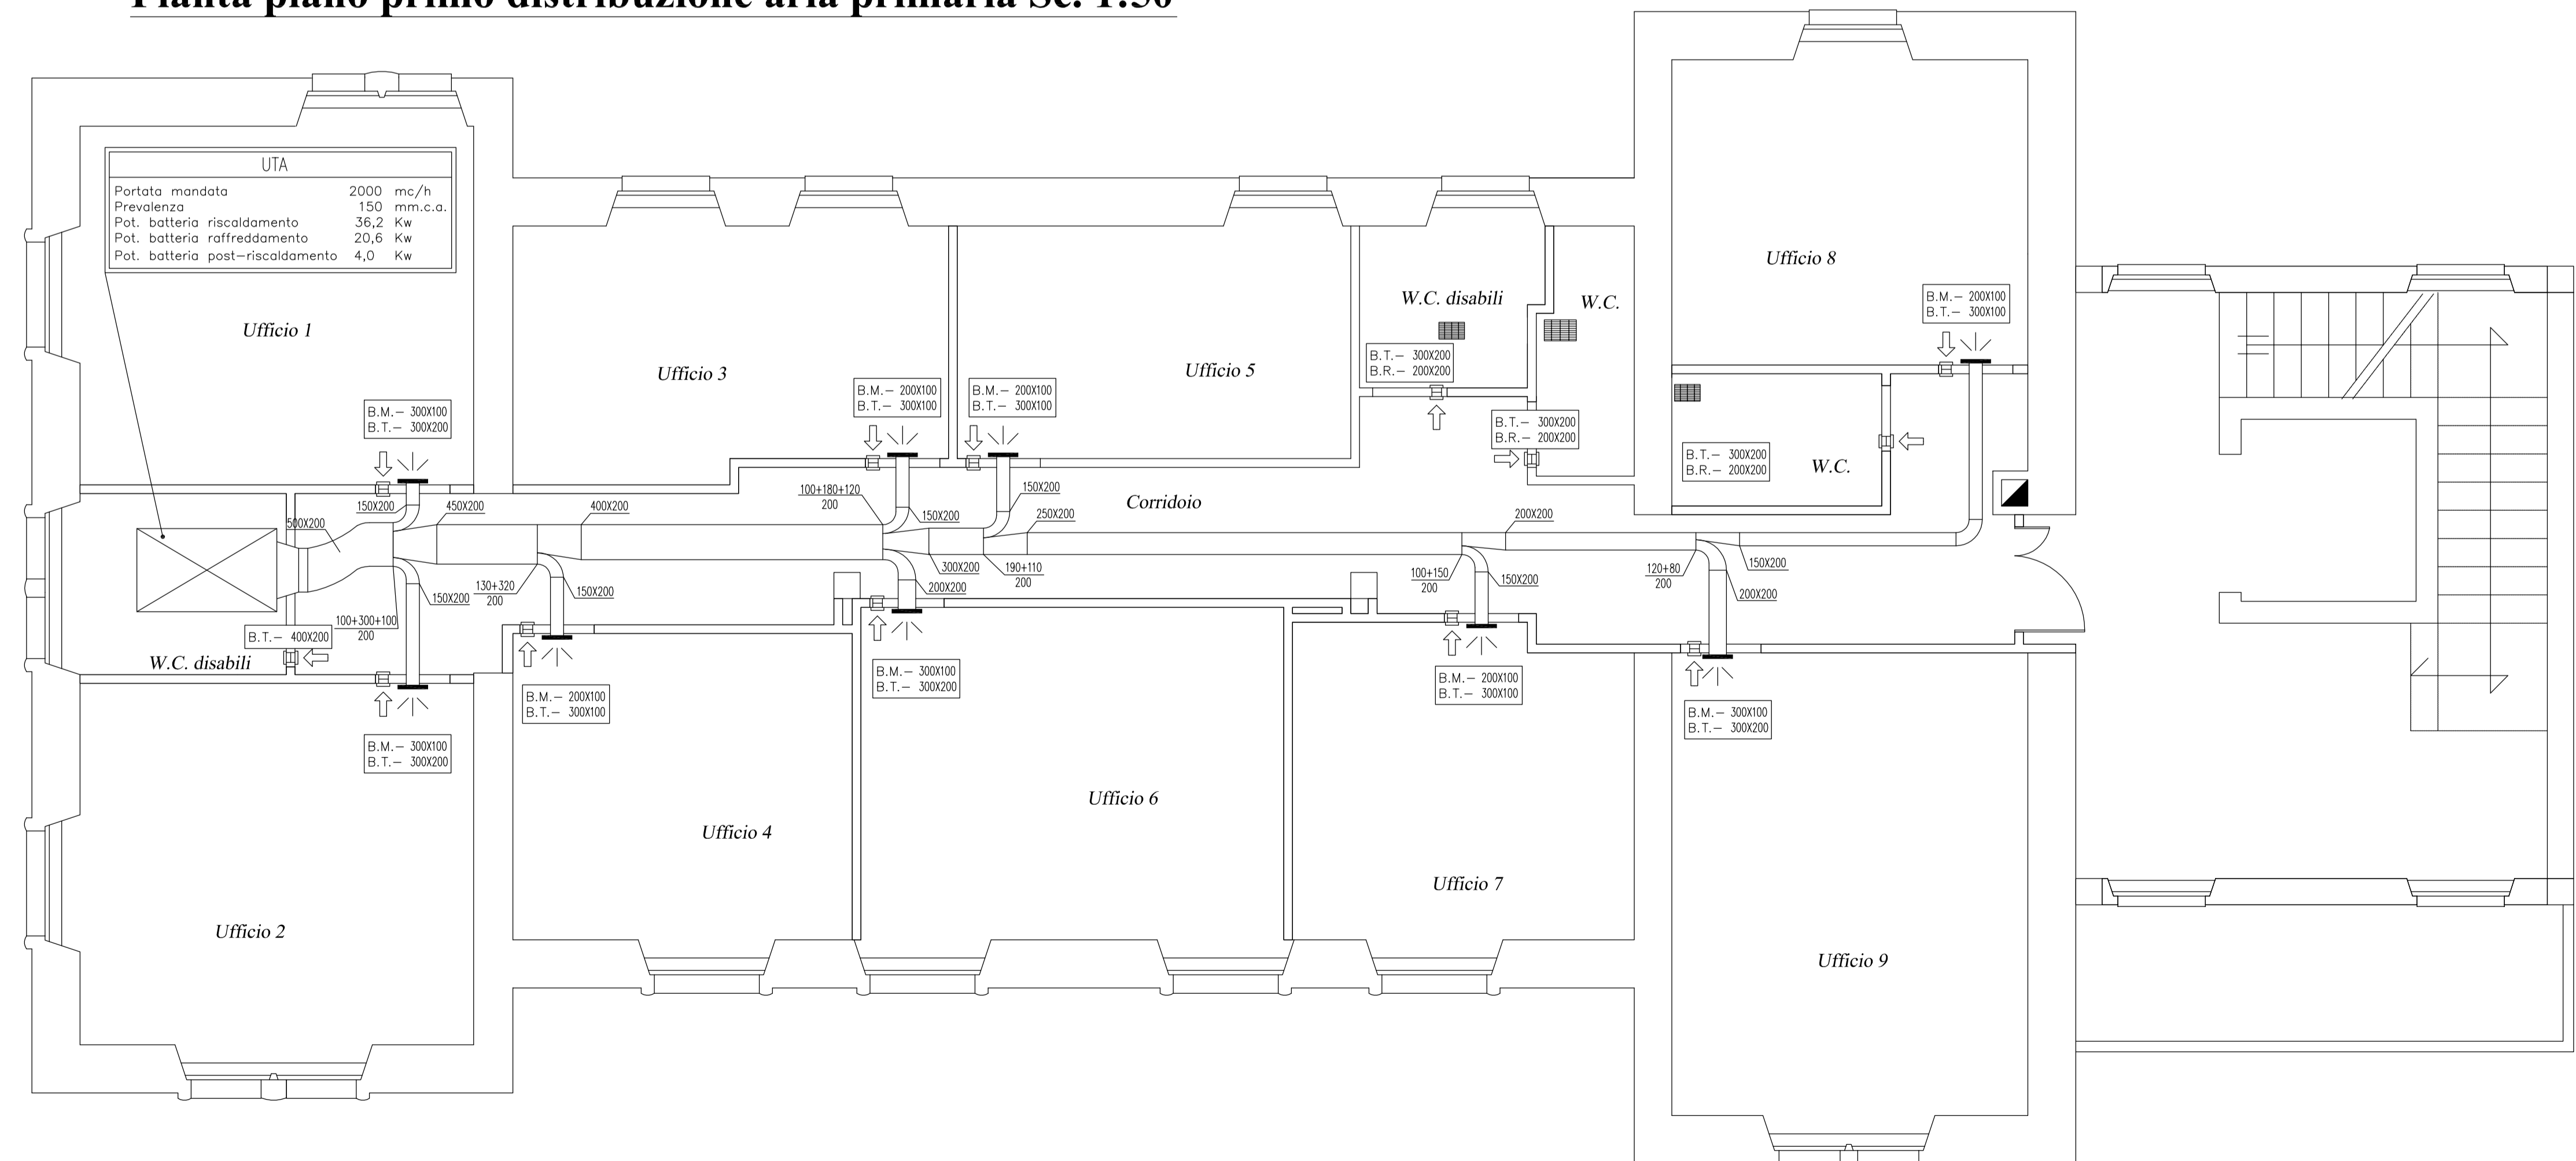 Pianta piano primo distribuzione aria primaria Sc. 1:50
UTA
Portata mandata 2000 mc/h
Prevalenza 150 mm.c.a.
Pot. batteria riscaldamento 36,2 Kw
Pot. batteria raffreddamento 20,6 Kw
Pot. batteria post-riscaldamento 4,0 Kw
Ufficio 1
B.M.- 300X100
B.T.- 300X200
Ufficio 3
B.M.- 200X100
B.T.- 300X100
B.M.- 200X100
B.T.- 300X100
Ufficio 5
W.C. disabili
B.T.- 300X200
B.R.- 200X200
W.C.
B.T.- 300X200
B.R.- 200X200
Ufficio 8
B.M.- 200X100
B.T.- 300X100
B.T.- 300X200
B.R.- 200X200
W.C.
Corridoio
500X200
150X200
450X200
400X200
100+180+120
200
150X200
150X200
250X200
200X200
100+300+100
200
150X200
130+320
200
150X200
300X200
200X200
190+110
200
100+150
200
150X200
120+80
200
150X200
200X200
B.T.- 400X200
W.C. disabili
B.M.- 300X100
B.T.- 300X200
Ufficio 2
B.M.- 200X100
B.T.- 300X100
Ufficio 4
B.M.- 300X100
B.T.- 300X200
Ufficio 6
B.M.- 200X100
B.T.- 300X100
Ufficio 7
B.M.- 300X100
B.T.- 300X200
Ufficio 9